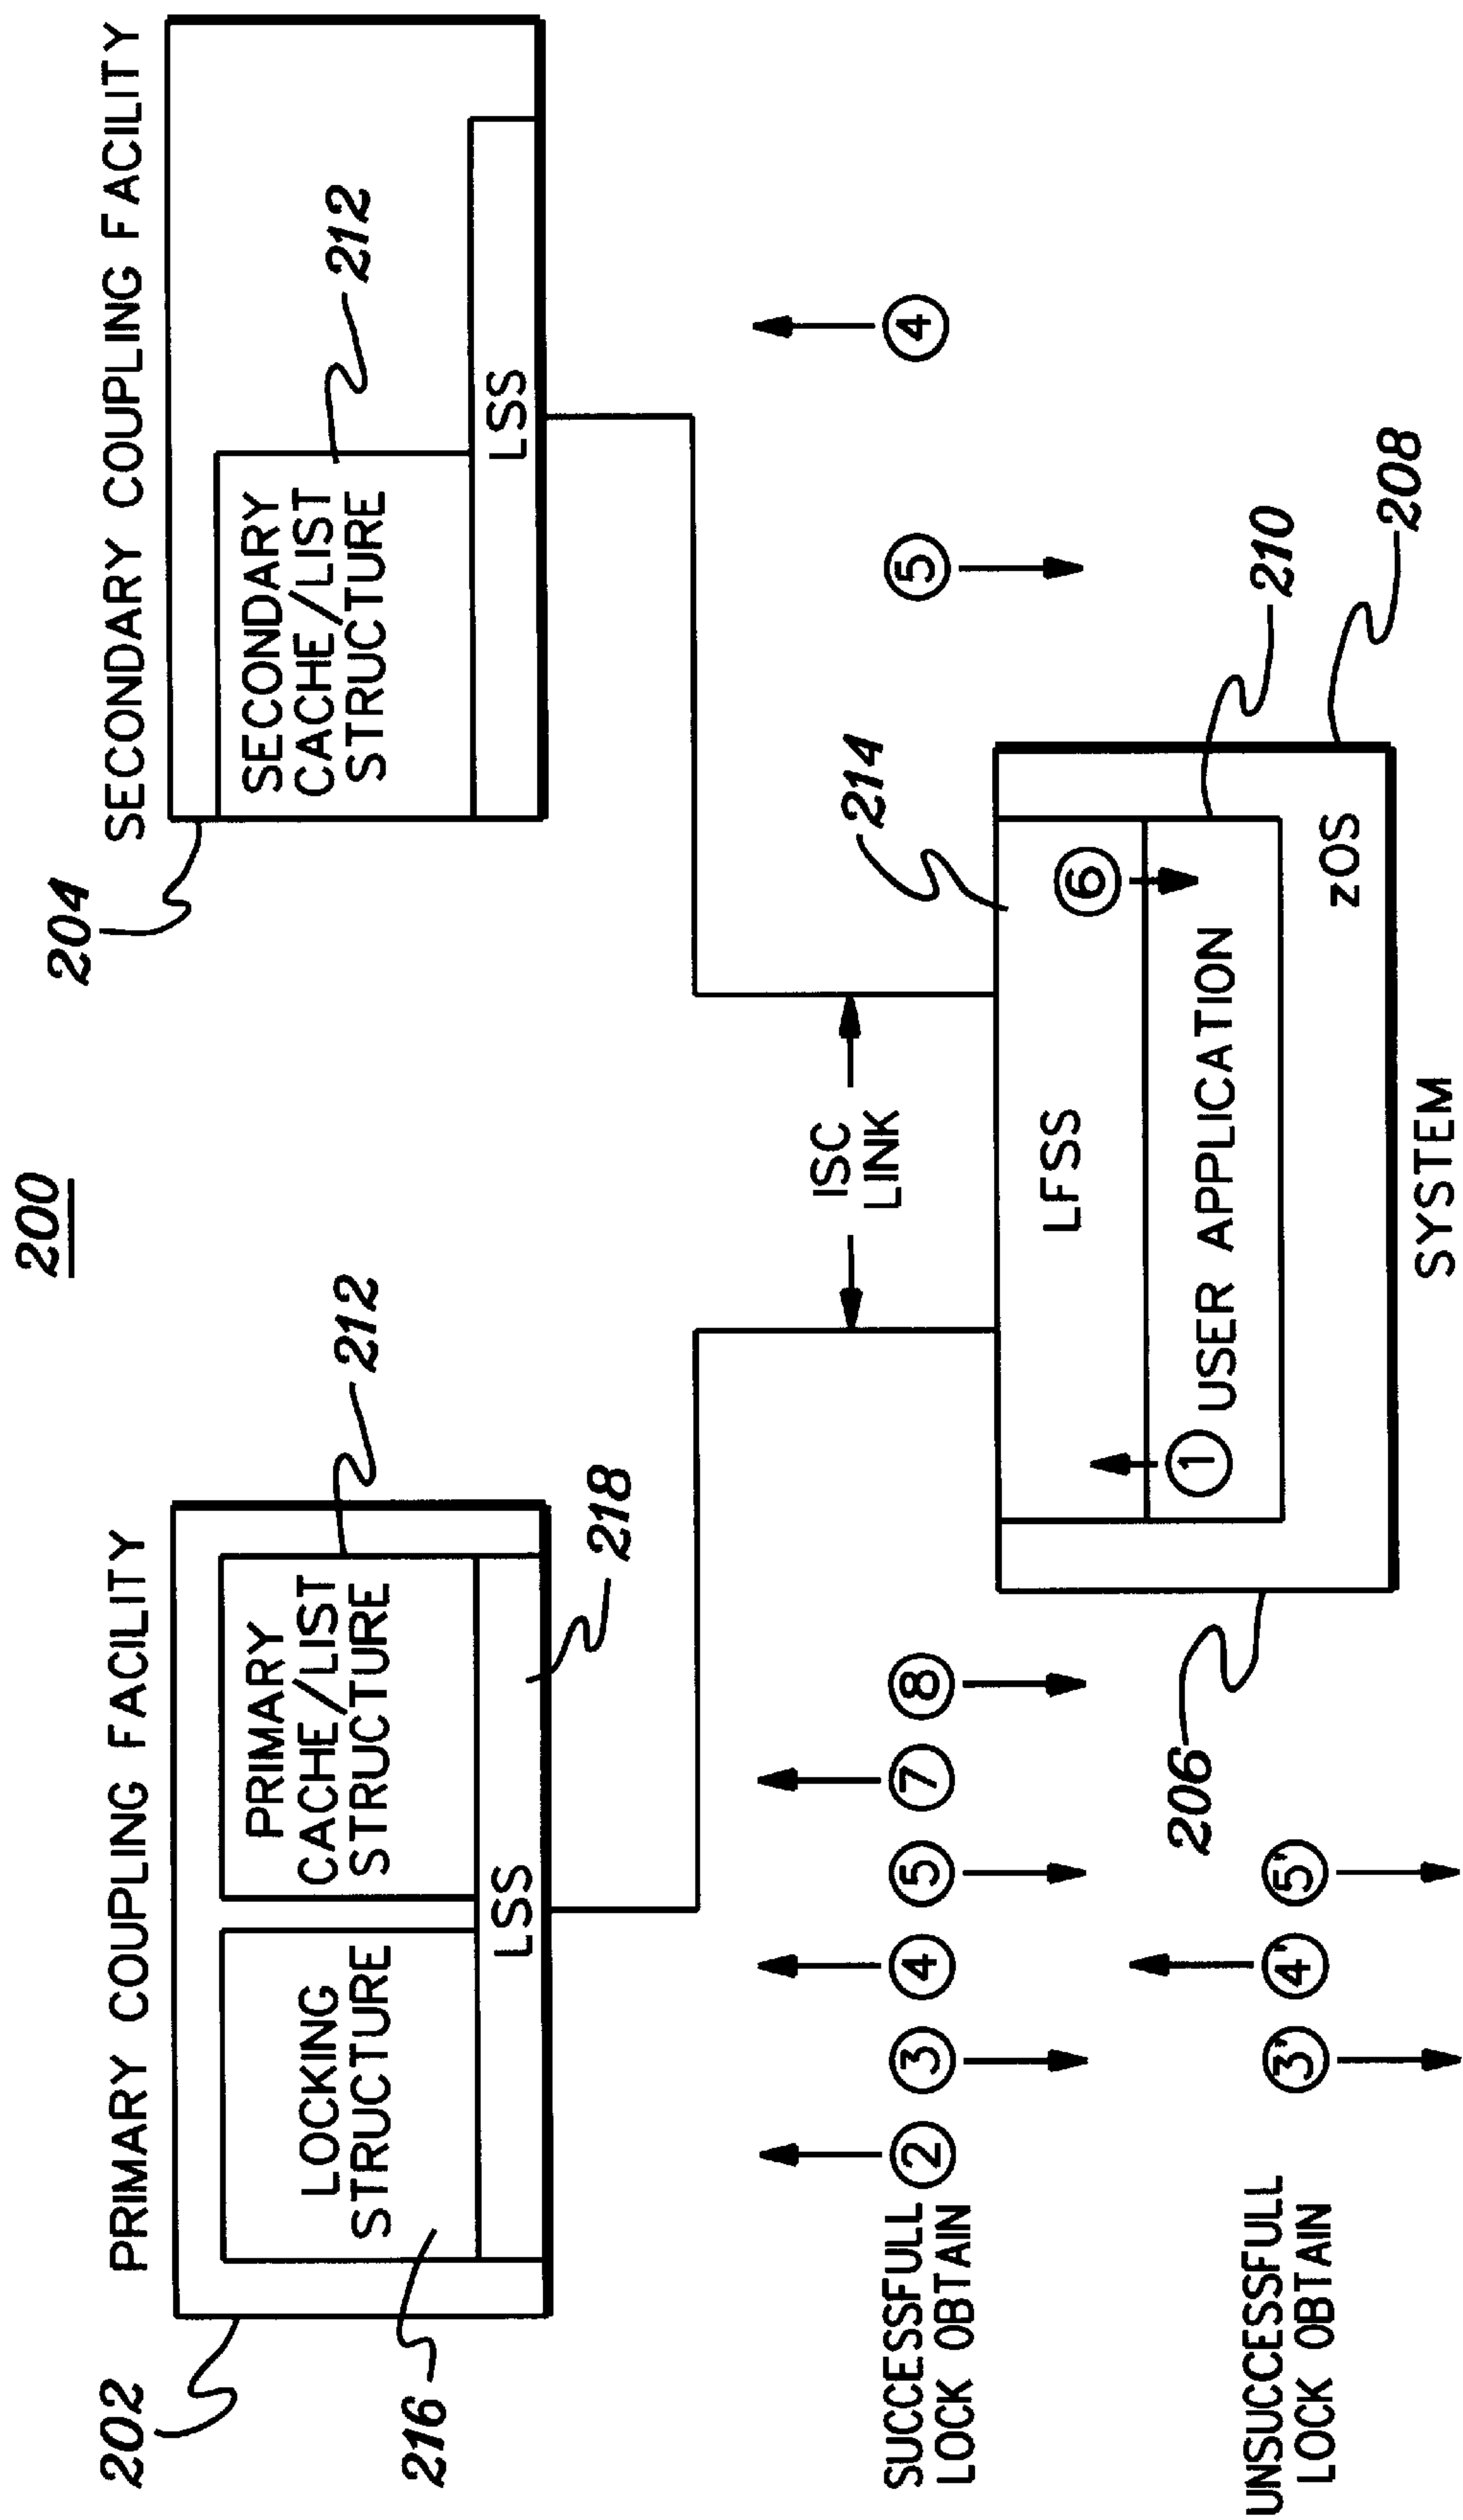 200
PRIMARY COUPLING FACILITY
SECONDARY COUPLING FACILITY
202
204
216
LOCKING
STRUCTURE
PRIMARY
CACHE/LIST
STRUCTURE
212
SECONDARY
CACHE/LIST
STRUCTURE
212
LSS
LSS
218
ISC
LINK
214
SUCCESSFULL
LOCK OBTAIN
2
3
4
5
7
8
5
4
LFSS
6
1
USER APPLICATION
210
zOS
208
206
SYSTEM
UNSUCCESSFULL
LOCK OBTAIN
3"
4"
5"